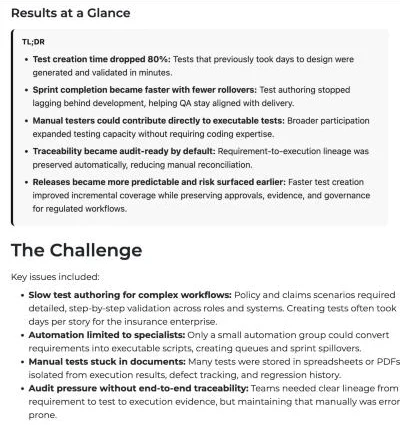 Results at a Glance
TL;DR
• Test creation time dropped 80%: Tests that previously took days to design were
generated and validated in minutes.
• Sprint completion became faster with fewer rollovers: Test authoring stopped
lagging behind development, helping QA stay aligned with delivery.
• Manual testers could contribute directly to executable tests: Broader participation
expanded testing capacity without requiring coding expertise.
• Traceability became audit-ready by default: Requirement-to-execution lineage was
preserved automatically, reducing manual reconciliation.
• Releases became more predictable and risk surfaced earlier: Faster test creation
improved incremental coverage while preserving approvals, evidence, and governance
for regulated workflows.
The Challenge
Key issues included:
• Slow test authoring for complex workflows: Policy and claims scenarios required
detailed, step-by-step validation across roles and systems. Creating tests often took
days per story for the insurance enterprise.
• Automation limited to specialists: Only a small automation group could convert
requirements into executable scripts, creating queues and sprint spillovers.
• Manual tests stuck in documents: Many tests were stored in spreadsheets or PDFs
isolated from execution results, defect tracking, and regression history.
• Audit pressure without end-to-end traceability: Teams needed clear lineage from
requirement to test to execution evidence, but maintaining that manually was error
prone.